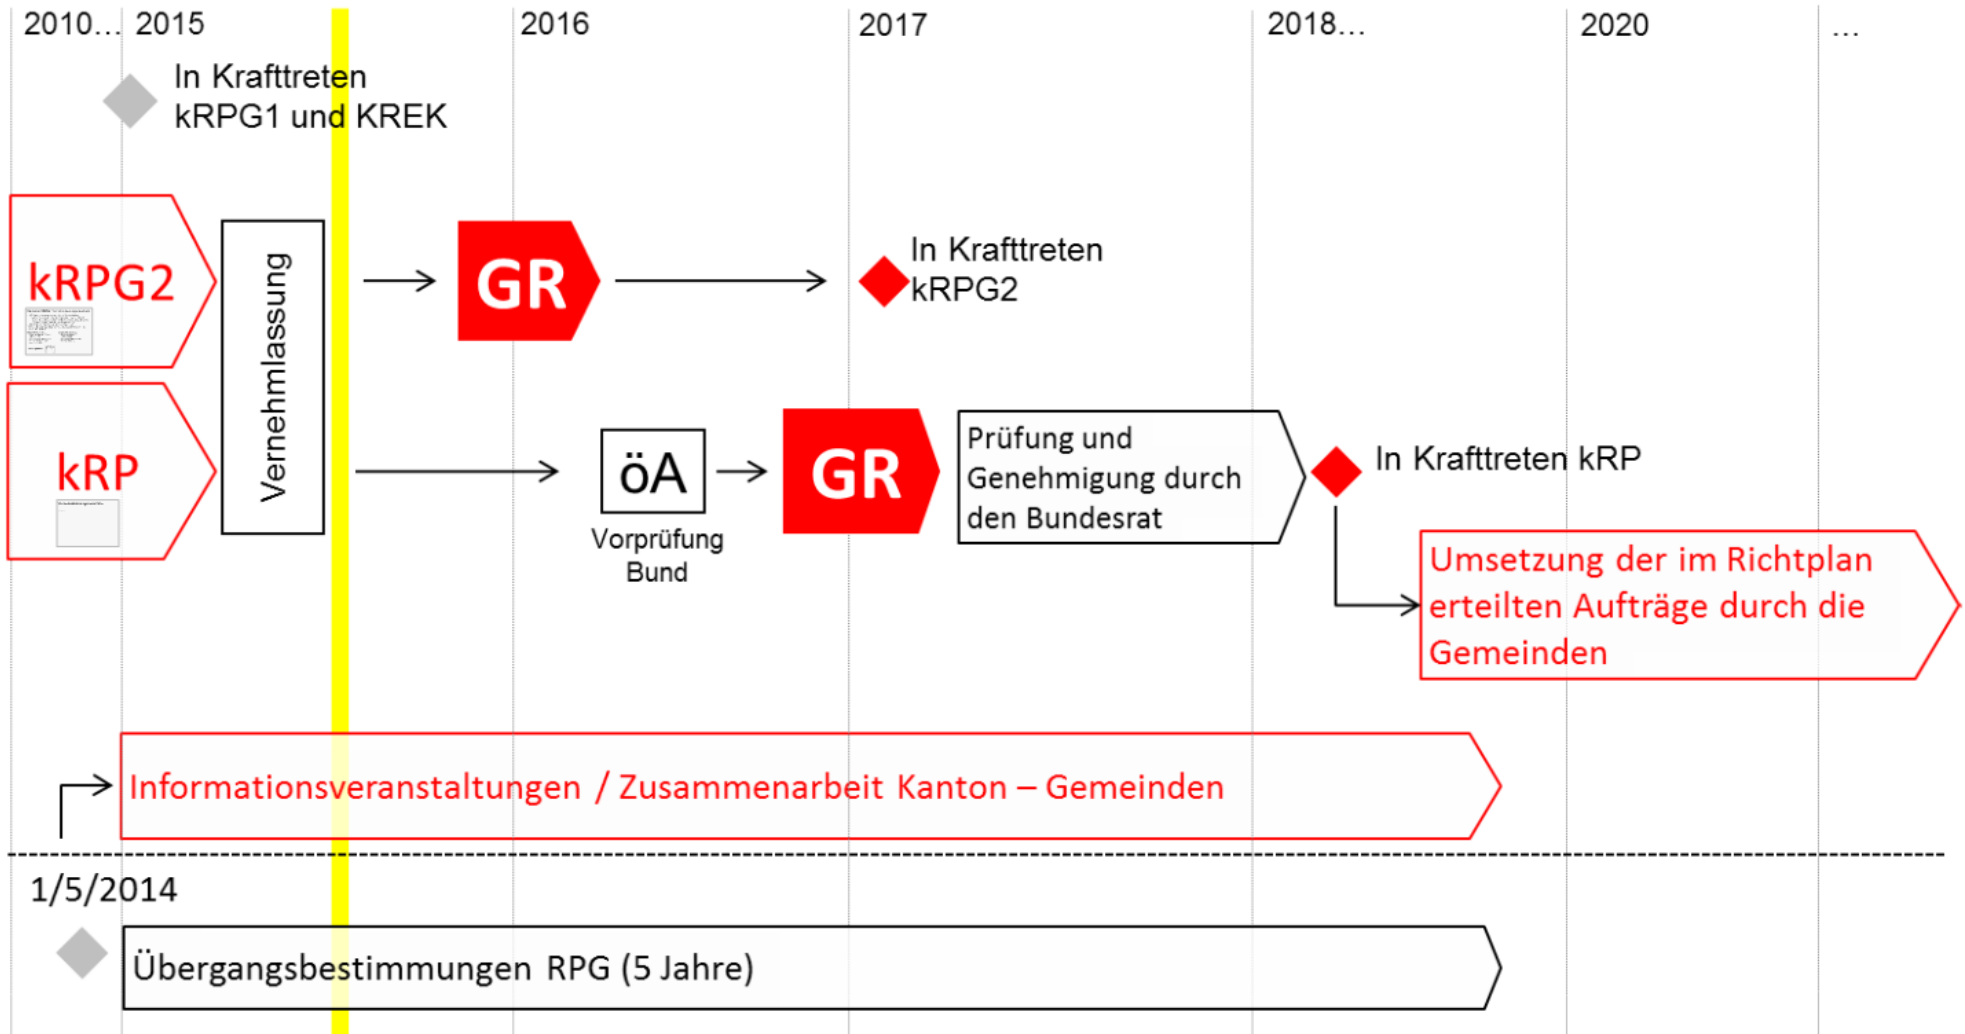 2010... 2015 2016 2017 2018... 2020 ...
In Krafttreten
kRPG1 und KREK
kRPG2
Vernehmlassung
GR
In Krafttreten
kRPG2
kRP
öA
Vorprüfung
Bund
GR
Prüfung und
Genehmigung durch
den Bundesrat
In Krafttreten kRP
Umsetzung der im Richtplan
erteilten Aufträge durch die
Gemeinden
Informationsveranstaltungen / Zusammenarbeit Kanton – Gemeinden
1/5/2014
Übergangsbestimmungen RPG (5 Jahre)